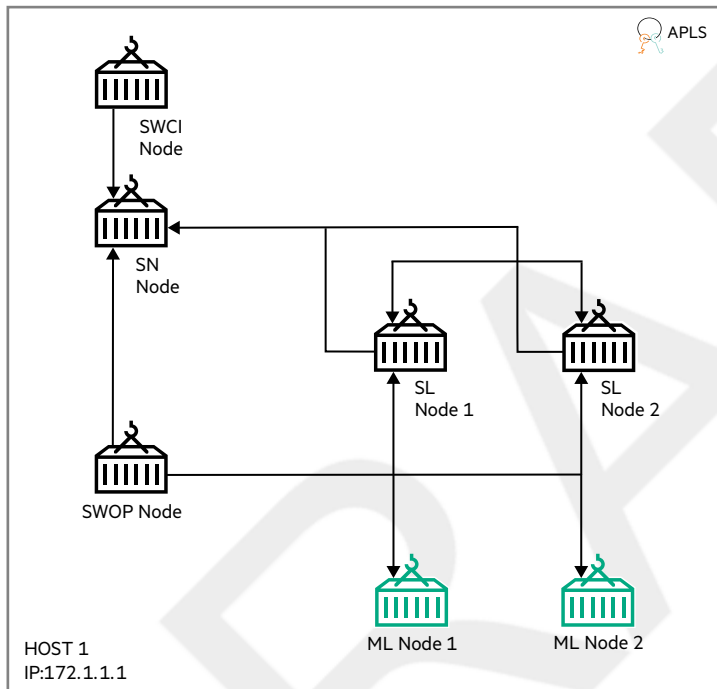 APLS
SWCI
Node
SN
Node
SL
Node 1
SL
Node 2
SWOP Node
ML Node 1
ML Node 2
HOST 1
IP:172.1.1.1